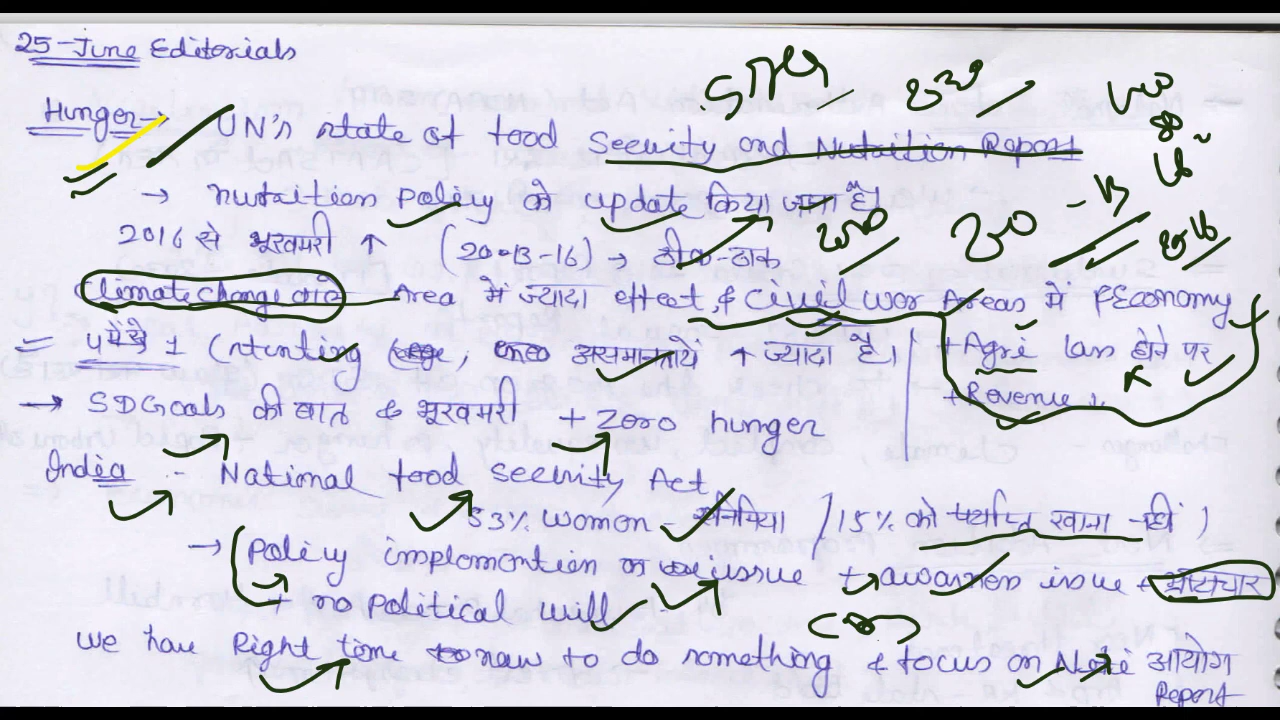 25-June Editorials
Hunger → UN's state of food Security and Nutrition Report
→ nutrition policy को update किया जाता है।
2016 से भूखमरी ↑ (2013-16) → ठीक-ठाक
Climate change वाले Area में ज्यादा effect & civil war Areas में Economy
= 4 में से 1 stunting, असमानतायें ↑ ज्यादा है। + Agri loss होने पर
+ Revenue ↓
→ SDGoals की बात & भूखमरी + Zero hunger
India :- National food Security Act
53% women - एनिमिया / 15% को पर्याप्त खाना नहीं
→ Policy implemention issue + awarness issue + भ्रष्टाचार
+ no political will
we have Right time now to do something & focus on Niti आयोग
Report